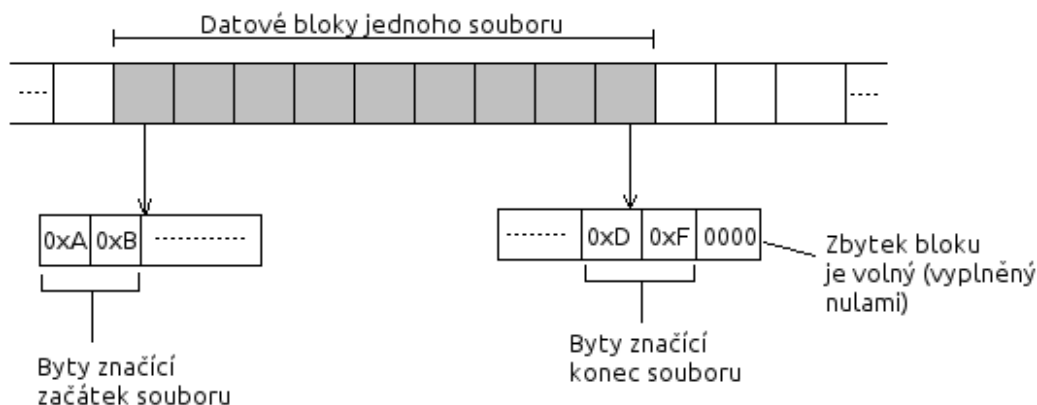 Datové bloky jednoho souboru
0xA 0xB
0xD 0xF 0000
Zbytek bloku
je volný (vyplněný
nulami)
Byty značící
začátek souboru
Byty značící
konec souboru